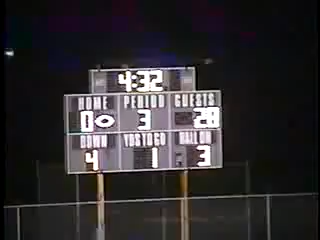 4:32
HOME PERIOD GUESTS
0 3 28
DOWN YDS TO GO BALL ON
4 1 3